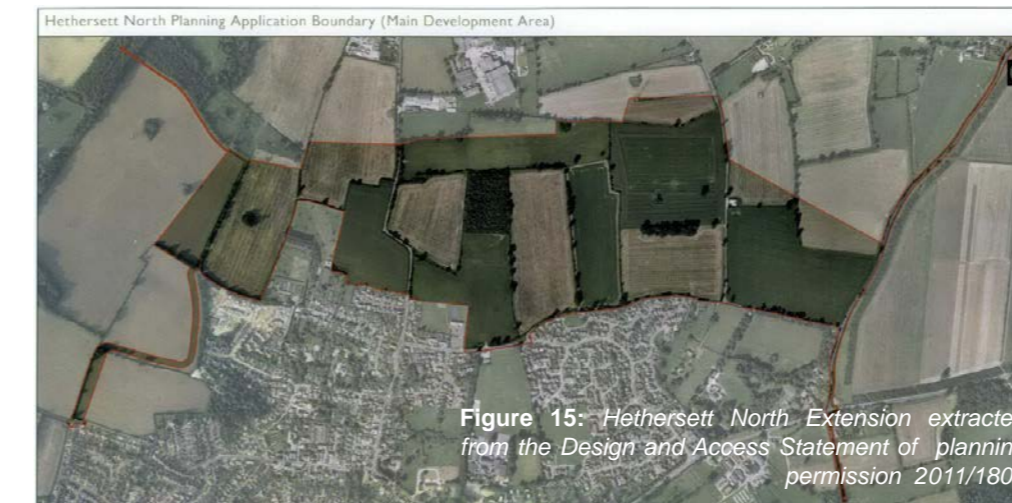 Hethersett North Planning Application Boundary (Main Development Area)
Figure 15: Hethersett North Extension extracte
from the Design and Access Statement of plannin
permission 2011/180